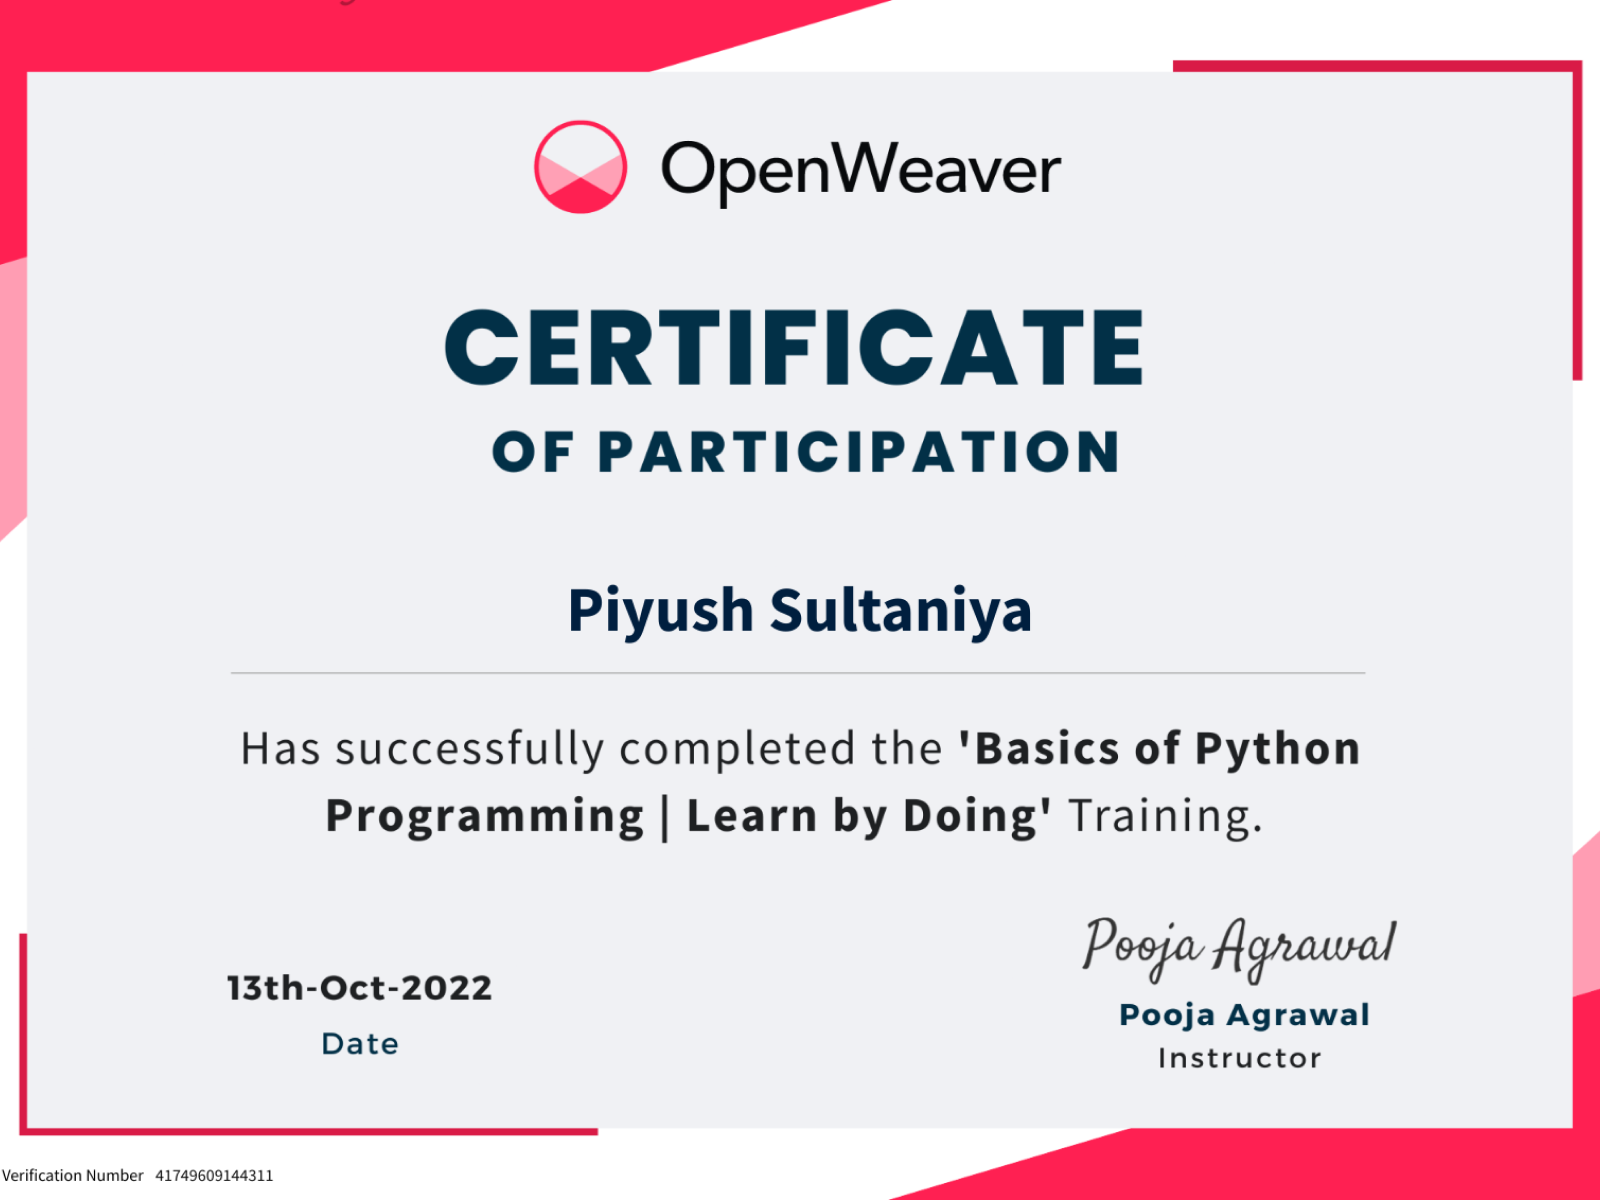 OpenWeaver
CERTIFICATE
OF PARTICIPATION
Piyush Sultaniya
Has successfully completed the 'Basics of Python
Programming | Learn by Doing' Training.
13th-Oct-2022
Date
Pooja Agrawal
Pooja Agrawal
Instructor
Verification Number 41749609144311